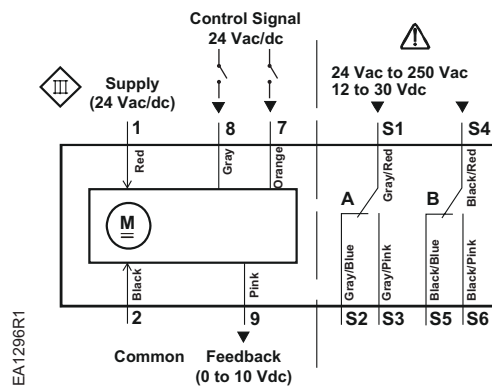 Control Signal
24 Vac/dc
III
Supply
(24 Vac/dc)
24 Vac to 250 Vac
12 to 30 Vdc
1
8
7
S1
S4
Red
Gray
Orange
Gray/Red
Black/Red
A
B
M
Gray/Blue
Gray/Pink
Black/Blue
Black/Pink
Black
Pink
2
9
S2
S3
S5
S6
Common
Feedback
(0 to 10 Vdc)
EA1296R1